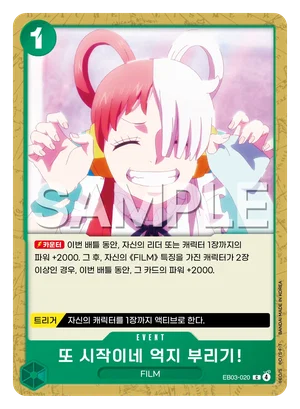 1
SAMPLE
카운터 이번 배틀 동안, 자신의 리더 또는 캐릭터 1장까지의
파워 +2000. 그 후, 자신의 《FILM》 특징을 가진 캐릭터가 2장
이상인 경우, 이번 배틀 동안, 그 카드의 파워 +2000.
트리거 자신의 캐릭터를 1장까지 액티브로 한다.
EVENT
또 시작이네 억지 부리기!
FILM
EB03-020
BANDAI MADE IN KOREA